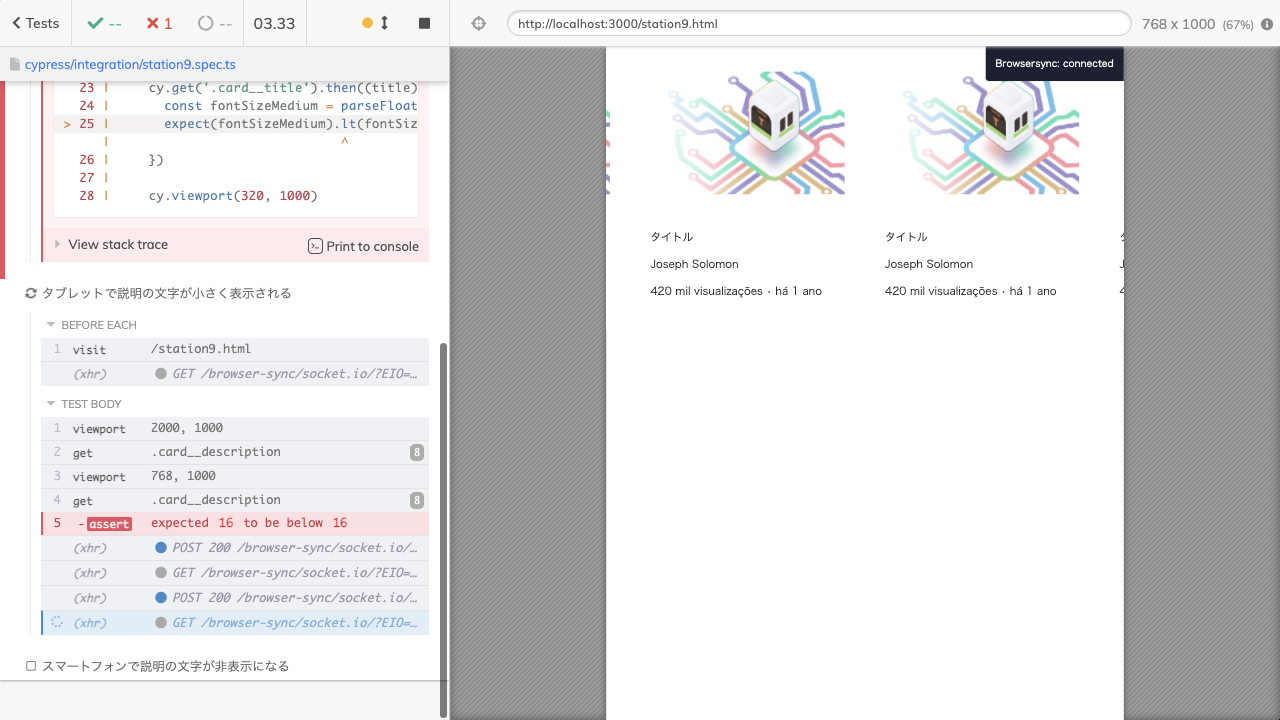 Tests
--
1
--
03.33
cypress/integration/station9.spec.ts
23 | cy.get('.card__title').then((title)
24 | const fontSizeMedium = parseFloat
> 25 | expect(fontSizeMedium).lt(fontSiz
| ^
26 | })
27 |
28 | cy.viewport(320, 1000)
View stack trace
Print to console
タブレットで説明の文字が小さく表示される
BEFORE EACH
1 visit /station9.html
(xhr) GET /browser-sync/socket.io/?EIO=…
TEST BODY
1 viewport 2000, 1000
2 get .card__description 8
3 viewport 768, 1000
4 get .card__description 8
5 -assert expected 16 to be below 16
(xhr) POST 200 /browser-sync/socket.io/…
(xhr) GET /browser-sync/socket.io/?EIO=…
(xhr) POST 200 /browser-sync/socket.io/…
(xhr) GET /browser-sync/socket.io/?EIO=…
スマートフォンで説明の文字が非表示になる
http://localhost:3000/station9.html
768 x 1000 (67%)
Browsersync: connected
タイトル
Joseph Solomon
420 mil visualizações・há 1 ano
タイトル
Joseph Solomon
420 mil visualizações・há 1 ano